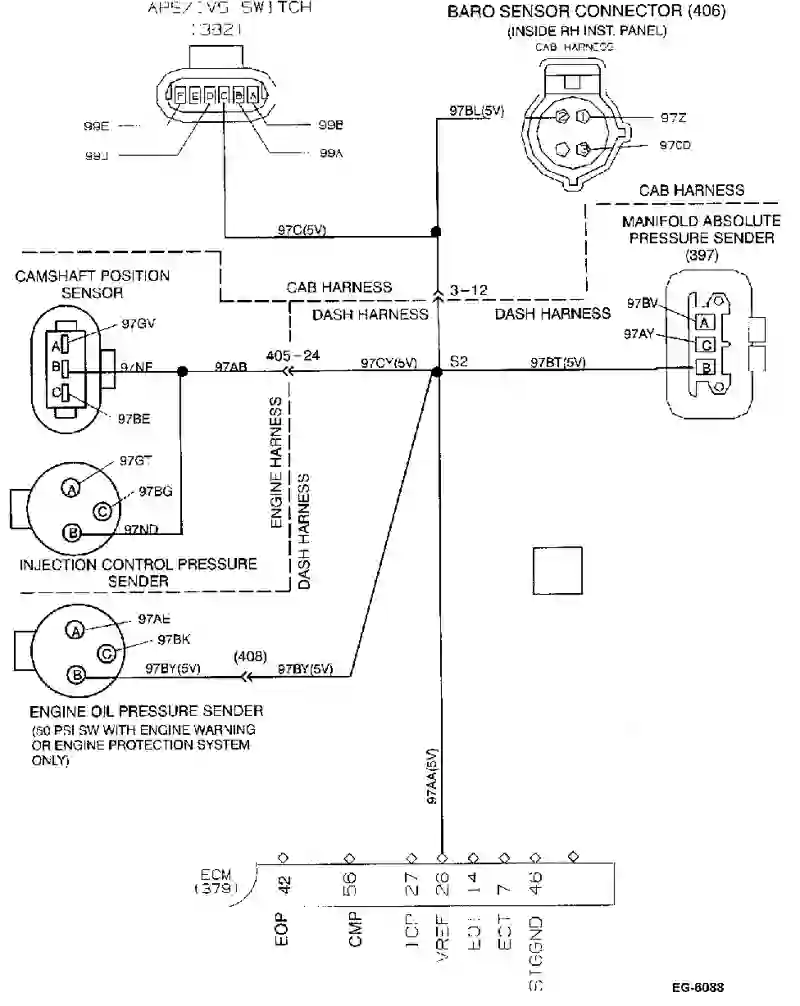 APS/IVS SWITCH
(382)
BARO SENSOR CONNECTOR (406)
(INSIDE RH INST. PANEL)
CAB HARNESS
F E D C B A
99E
99J
99B
99A
97BL(5V)
2 1
3
97Z
97CD
97C(5V)
CAB HARNESS
MANIFOLD ABSOLUTE
PRESSURE SENDER
(397)
CAMSHAFT POSITION
SENSOR
CAB HARNESS
3-12
DASH HARNESS
DASH HARNESS
97BV
97AY
A
C
B
97GV
A
B
C
97NE
97AB
405-24
97CY(5V)
S2
97BT(5V)
97BE
ENGINE HARNESS
DASH HARNESS
97GT
97BG
A
C
B
97ND
INJECTION CONTROL PRESSURE
SENDER
97AE
97BK
A
C
B
97BY(5V)
(408)
97BY(5V)
ENGINE OIL PRESSURE SENDER
(50 PSI SW WITH ENGINE WARNING
OR ENGINE PROTECTION SYSTEM
ONLY)
97AA(5V)
ECM
(379)
42 56 27 26 14 7 46
EOP CMP ICP VREF EOT ECT STGGND
EG-6088